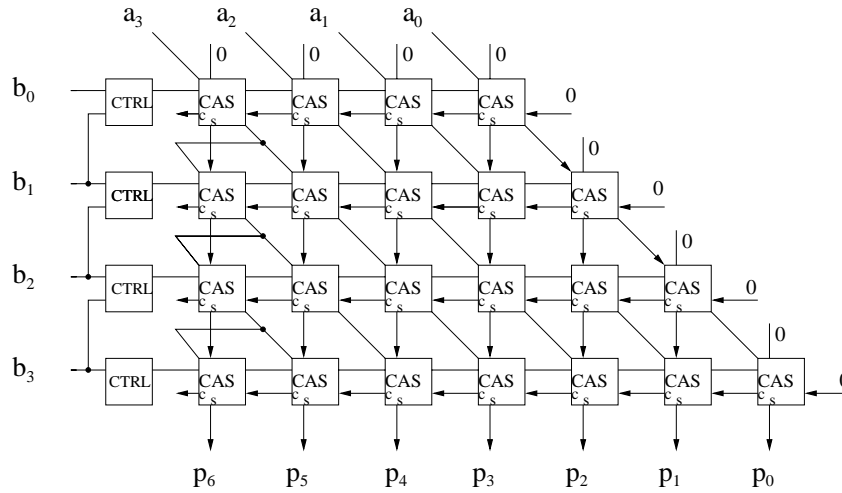 a₃ a₂ a₁ a₀
0 0 0 0
b₀ CTRL CAS CAS CAS CAS 0
c s c s c s c s
0
b₁ CTRL CAS CAS CAS CAS CAS 0
c s c s c s c s c s
0
b₂ CTRL CAS CAS CAS CAS CAS CAS 0
c s c s c s c s c s c s
0
b₃ CTRL CAS CAS CAS CAS CAS CAS CAS 0
c s c s c s c s c s c s c s
p₆ p₅ p₄ p₃ p₂ p₁ p₀